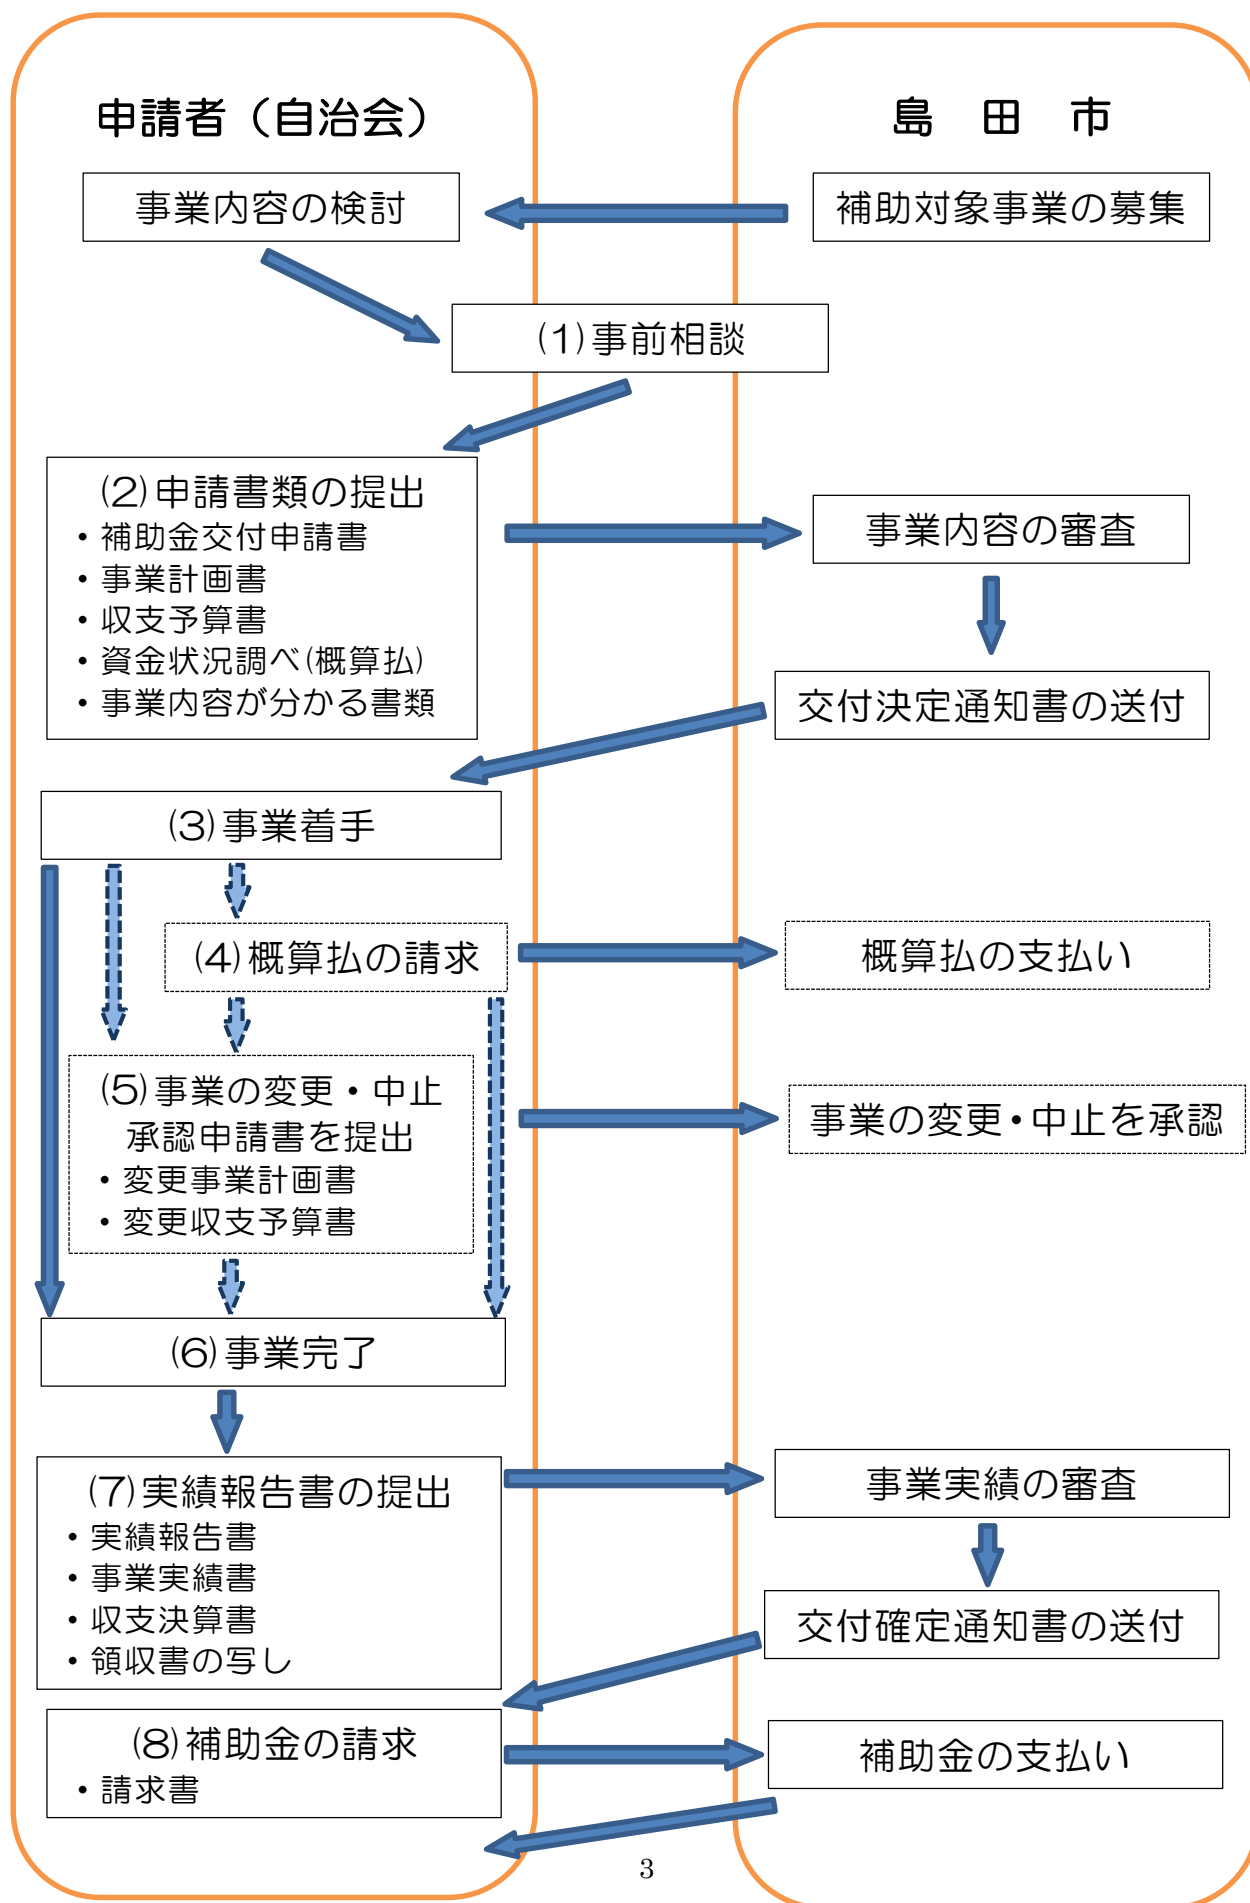 申請者（自治会）
島 田 市
事業内容の検討
補助対象事業の募集
(1)事前相談
(2)申請書類の提出
・補助金交付申請書
・事業計画書
・収支予算書
・資金状況調べ(概算払)
・事業内容が分かる書類
事業内容の審査
交付決定通知書の送付
(3)事業着手
(4)概算払の請求
概算払の支払い
(5)事業の変更・中止
承認申請書を提出
・変更事業計画書
・変更収支予算書
事業の変更・中止を承認
(6)事業完了
(7)実績報告書の提出
・実績報告書
・事業実績書
・収支決算書
・領収書の写し
事業実績の審査
交付確定通知書の送付
(8)補助金の請求
・請求書
補助金の支払い
3